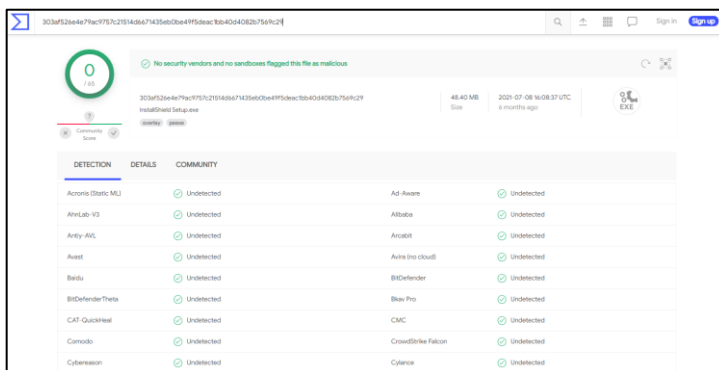 303af526e4e79ac9757c21514d6671435eb0be49f5deac1bb40d4082b7569c29
Sign in
Sign up
0
/ 65
?
Community
Score
No security vendors and no sandboxes flagged this file as malicious
303af526e4e79ac9757c21514d6671435eb0be49f5deac1bb40d4082b7569c29
InstallShield Setup.exe
overlay peexe
48.40 MB
Size
2021-07-08 16:08:37 UTC
6 months ago
EXE
DETECTION DETAILS COMMUNITY
Acronis (Static ML) Undetected Ad-Aware Undetected
AhnLab-V3 Undetected Alibaba Undetected
Antiy-AVL Undetected Arcabit Undetected
Avast Undetected Avira (no cloud) Undetected
Baidu Undetected BitDefender Undetected
BitDefenderTheta Undetected Bkav Pro Undetected
CAT-QuickHeal Undetected CMC Undetected
Comodo Undetected CrowdStrike Falcon Undetected
Cybereason Undetected Cylance Undetected